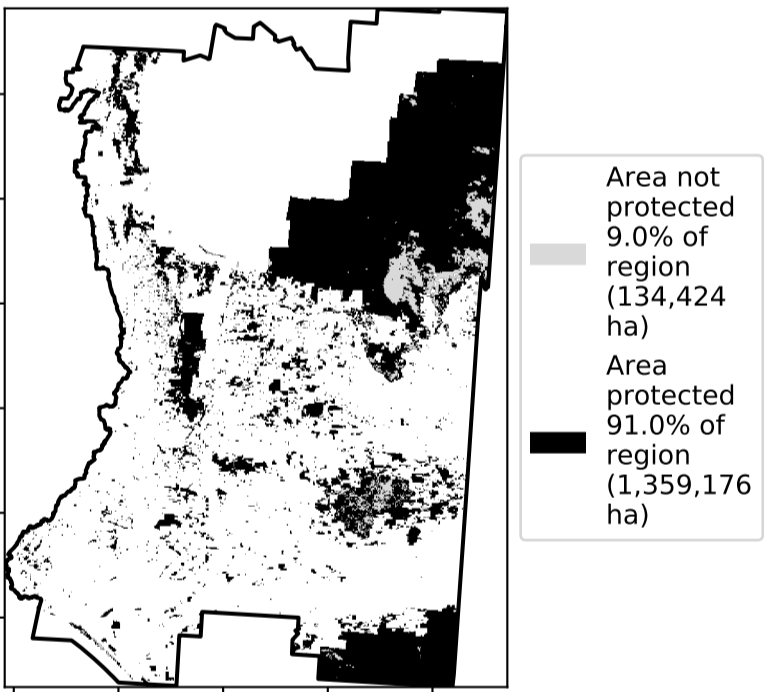 Area not
protected
9.0% of
region
(134,424
ha)
Area
protected
91.0% of
region
(1,359,176
ha)